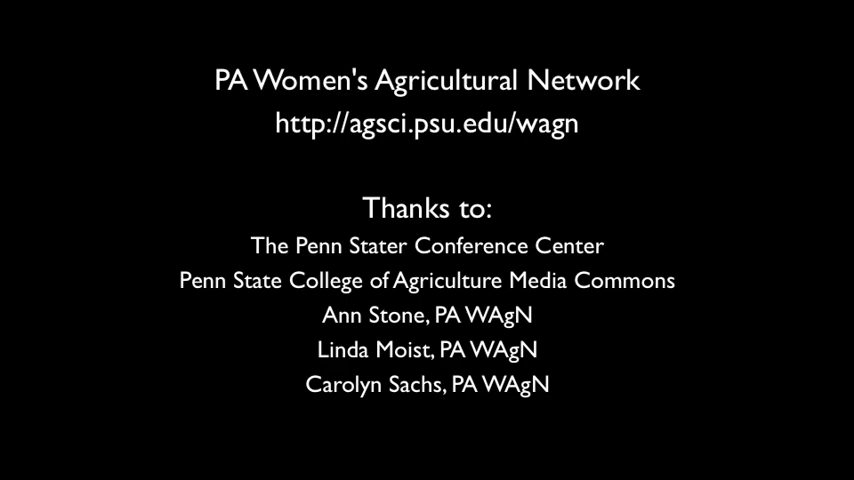 PA Women's Agricultural Network
http://agsci.psu.edu/wagn
Thanks to:
The Penn Stater Conference Center
Penn State College of Agriculture Media Commons
Ann Stone, PA WAgN
Linda Moist, PA WAgN
Carolyn Sachs, PA WAgN